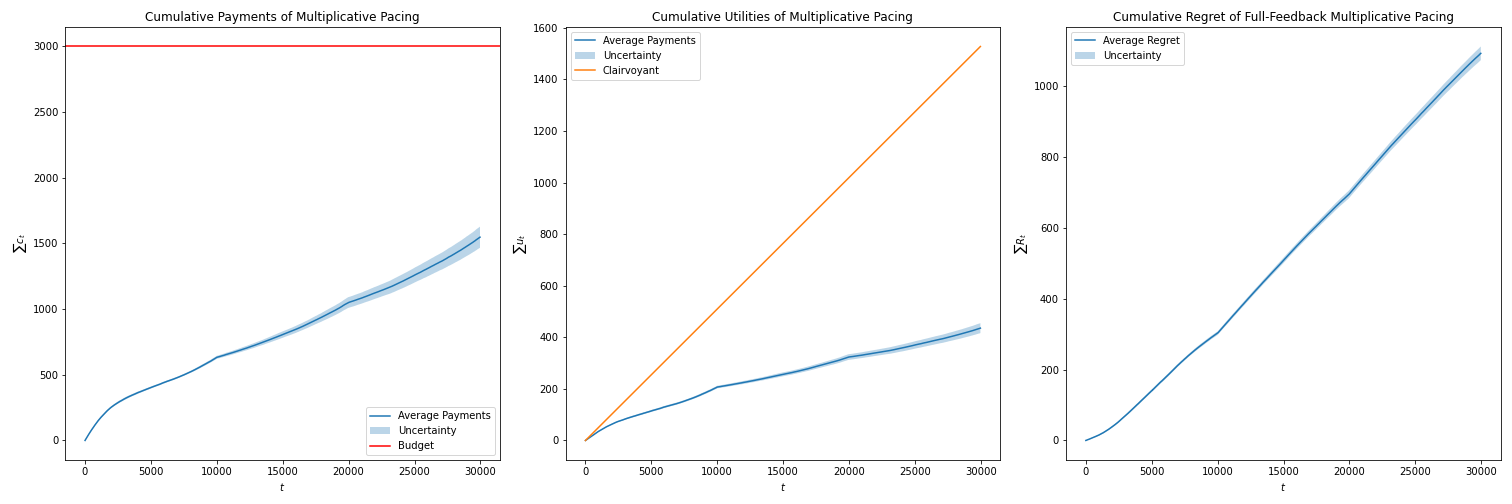 Cumulative Payments of Multiplicative Pacing
3000
2500
2000
1500
1000
500
0
∑cₜ
0 5000 10000 15000 20000 25000 30000
t
Average Payments
Uncertainty
Budget
Cumulative Utilities of Multiplicative Pacing
1600
1400
1200
1000
800
600
400
200
0
∑uₜ
0 5000 10000 15000 20000 25000 30000
t
Average Payments
Uncertainty
Clairvoyant
Cumulative Regret of Full-Feedback Multiplicative Pacing
1000
800
600
400
200
0
∑Rₜ
0 5000 10000 15000 20000 25000 30000
t
Average Regret
Uncertainty